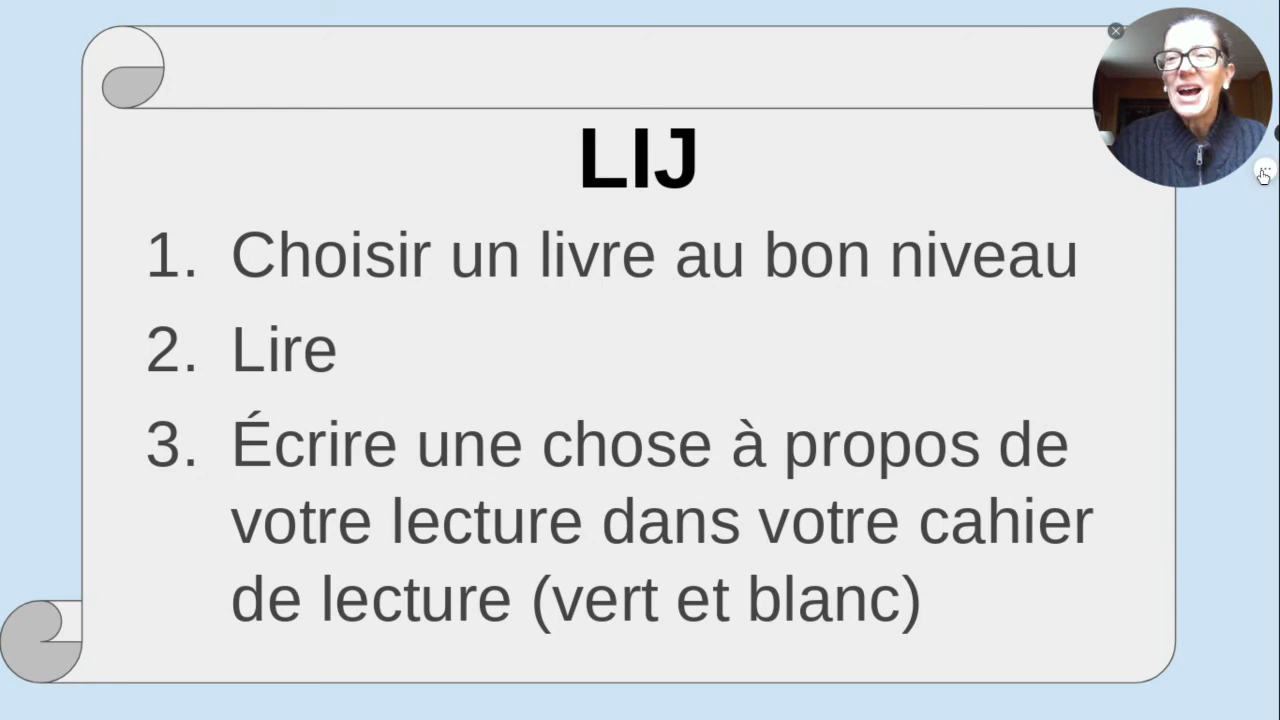 LIJ
1. Choisir un livre au bon niveau
2. Lire
3. Écrire une chose à propos de
votre lecture dans votre cahier
de lecture (vert et blanc)